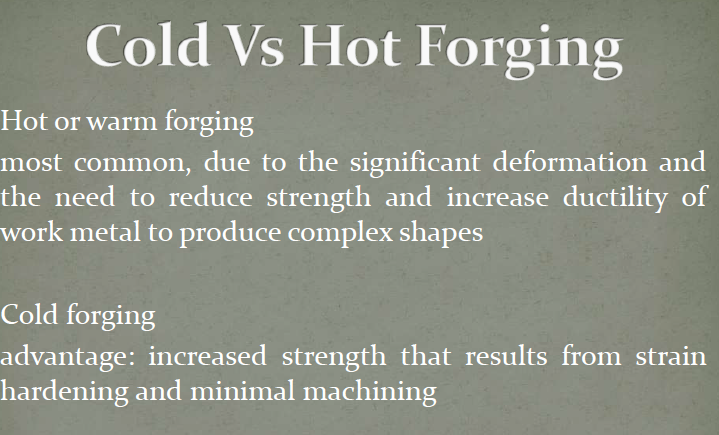 Cold Vs Hot Forging
Hot or warm forging
most common, due to the significant deformation and
the need to reduce strength and increase ductility of
work metal to produce complex shapes
Cold forging
advantage: increased strength that results from strain
hardening and minimal machining